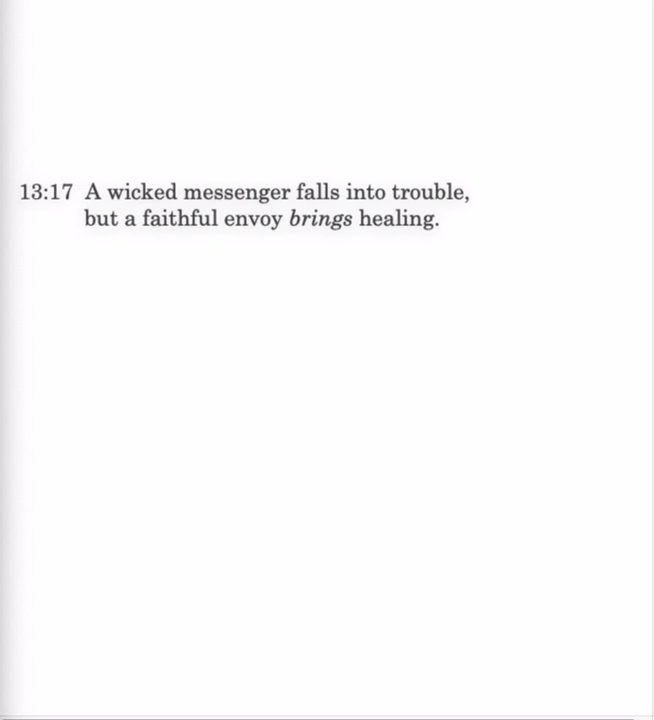 13:17 A wicked messenger falls into trouble,
but a faithful envoy brings healing.